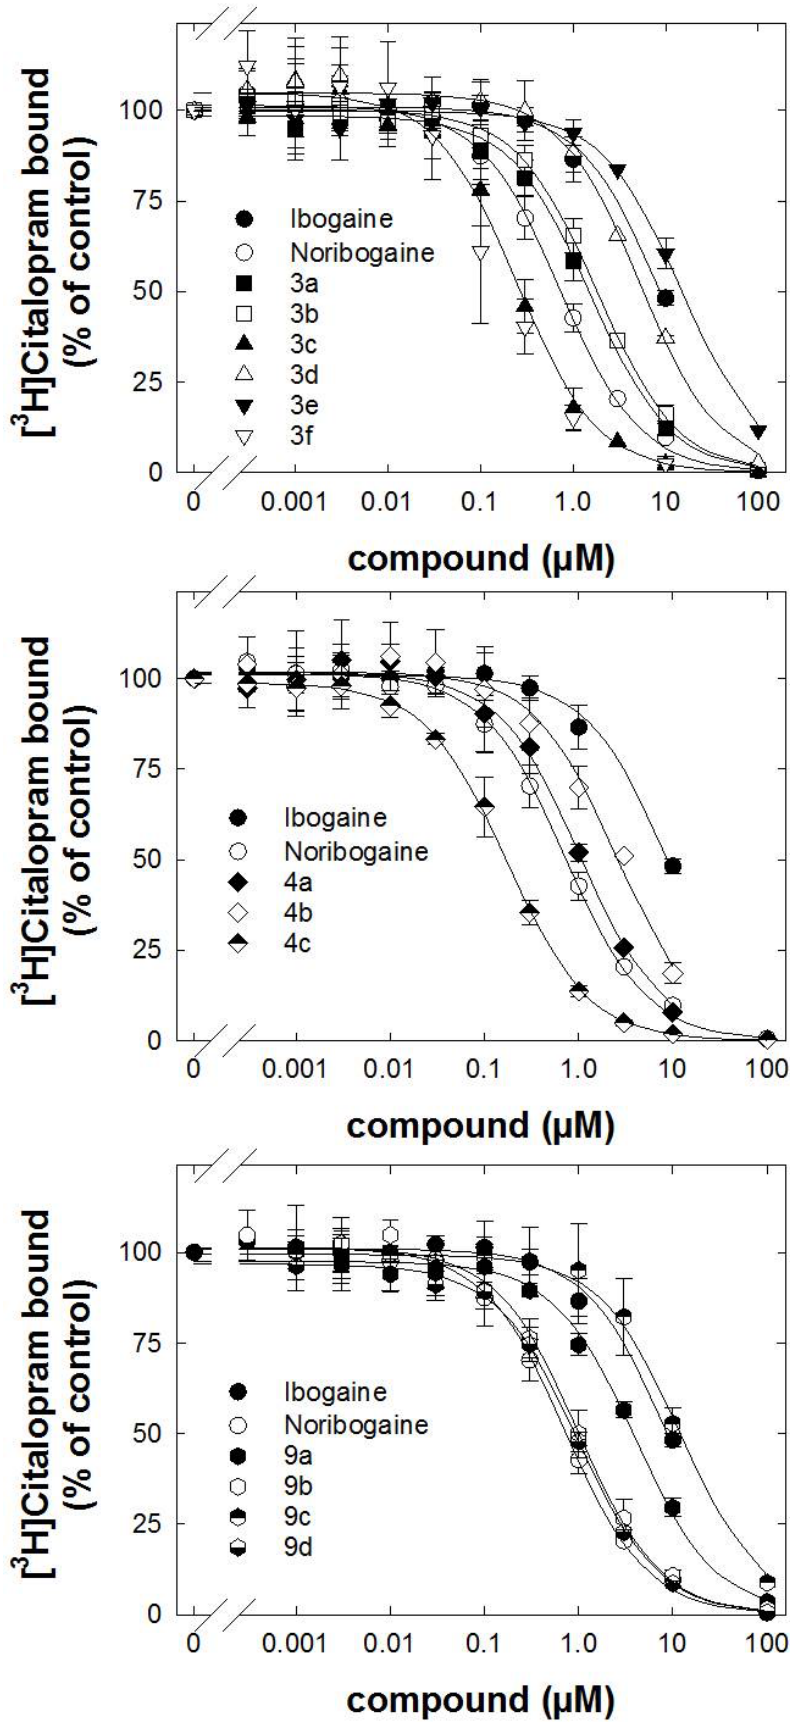 [³H]Citalopram bound
(% of control)
100
75
50
25
0
Ibogaine
Noribogaine
3a
3b
3c
3d
3e
3f
0 0.001 0.01 0.1 1.0 10 100
compound (µM)
[³H]Citalopram bound
(% of control)
100
75
50
25
0
Ibogaine
Noribogaine
4a
4b
4c
0 0.001 0.01 0.1 1.0 10 100
compound (µM)
[³H]Citalopram bound
(% of control)
100
75
50
25
0
Ibogaine
Noribogaine
9a
9b
9c
9d
0 0.001 0.01 0.1 1.0 10 100
compound (µM)